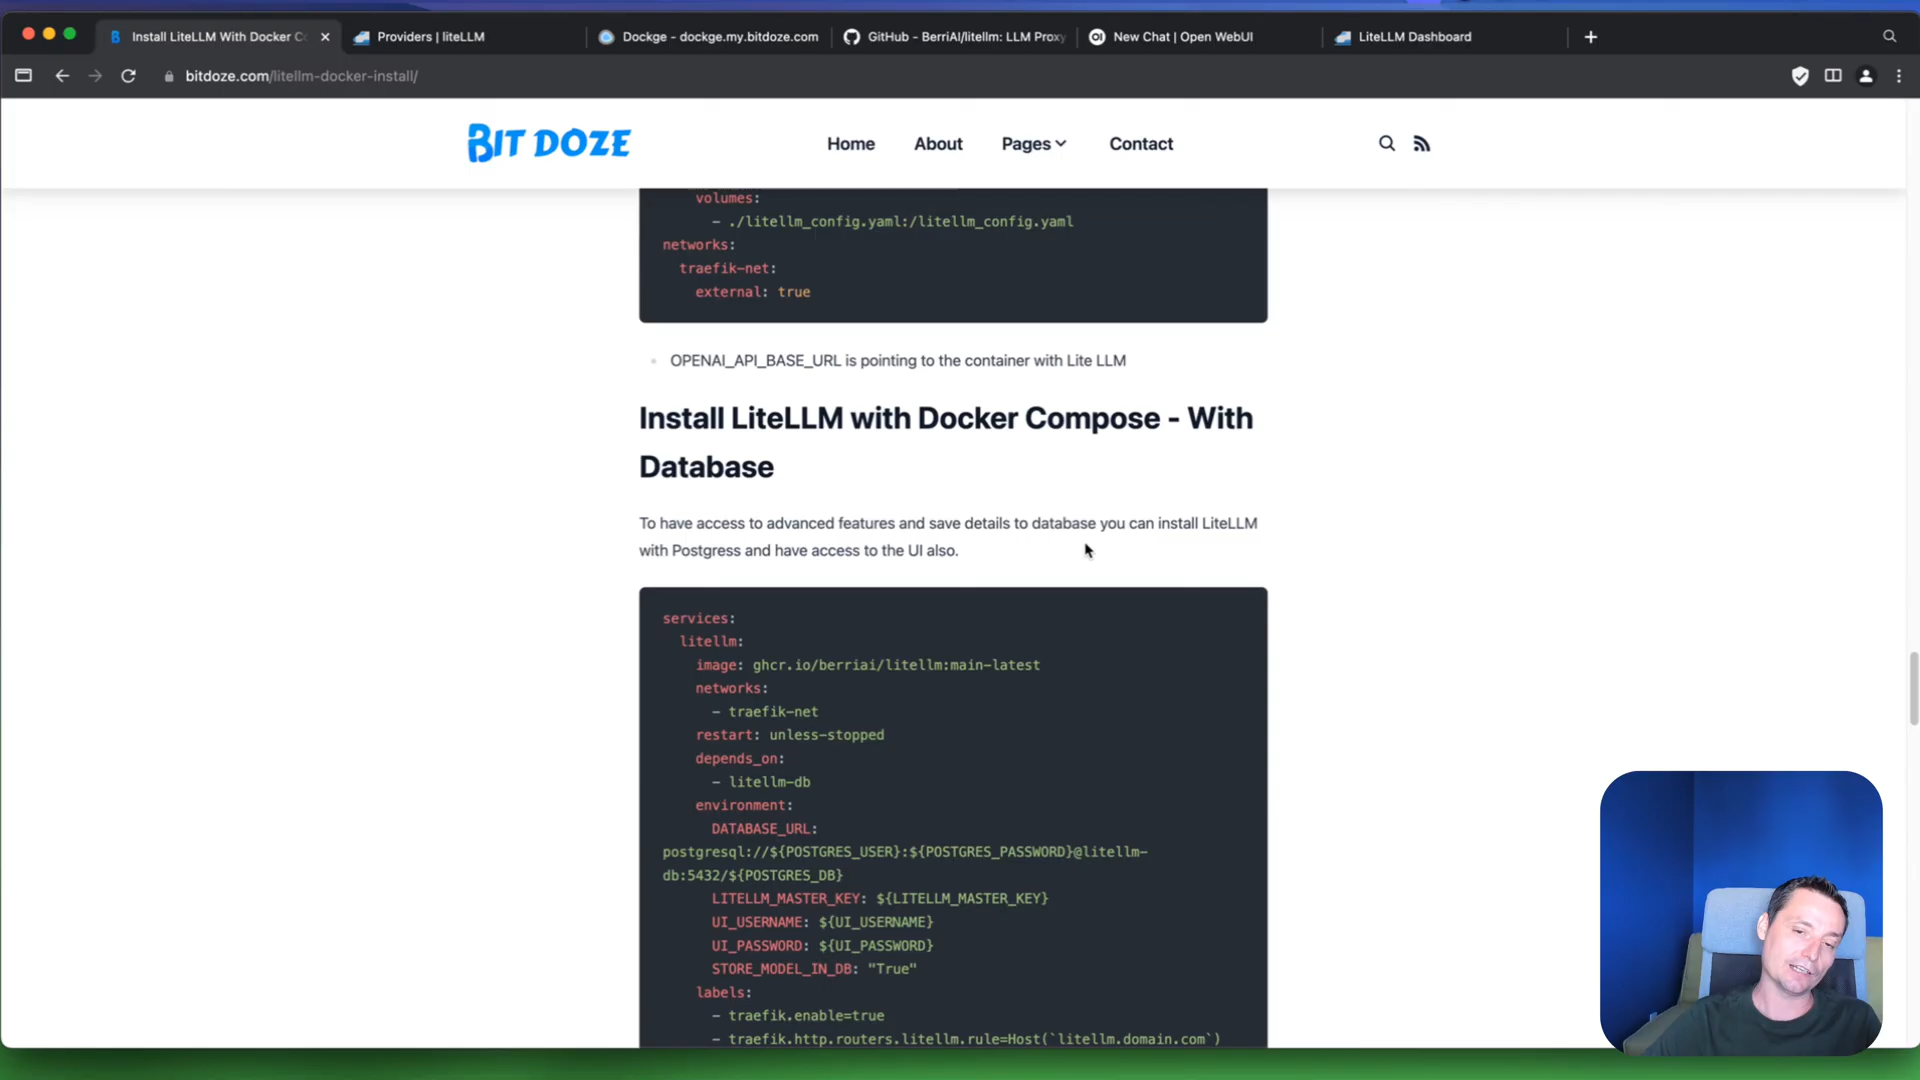 Install LiteLLM With Docker C
Providers | liteLLM
Dockge - dockge.my.bitdoze.com
GitHub - BerriAI/litellm: LLM Proxy
New Chat | Open WebUI
LiteLLM Dashboard
bitdoze.com/litellm-docker-install/
BIT DOZE
Home
About
Pages
Contact
volumes:
- ./litellm_config.yaml:/litellm_config.yaml
networks:
traefik-net:
external: true
OPENAI_API_BASE_URL is pointing to the container with Lite LLM
Install LiteLLM with Docker Compose - With
Database
To have access to advanced features and save details to database you can install LiteLLM
with Postgress and have access to the UI also.
services:
litellm:
image: ghcr.io/berriai/litellm:main-latest
networks:
- traefik-net
restart: unless-stopped
depends_on:
- litellm-db
environment:
DATABASE_URL:
postgresql://${POSTGRES_USER}:${POSTGRES_PASSWORD}@litellm-
db:5432/${POSTGRES_DB}
LITELLM_MASTER_KEY: ${LITELLM_MASTER_KEY}
UI_USERNAME: ${UI_USERNAME}
UI_PASSWORD: ${UI_PASSWORD}
STORE_MODEL_IN_DB: "True"
labels:
- traefik.enable=true
- traefik.http.routers.litellm.rule=Host(`litellm.domain.com`)